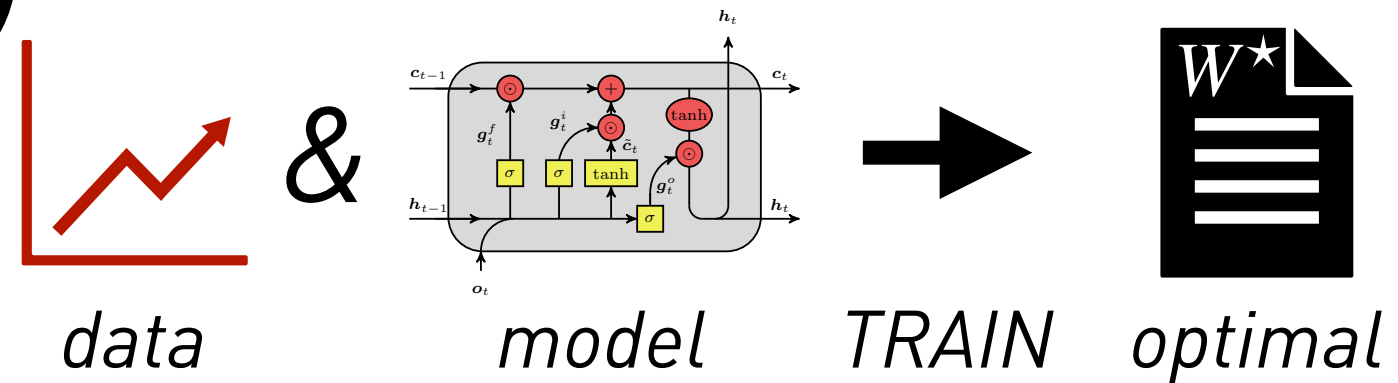 h_t
c_{t-1} ⊙ + c_t
tanh
g_t^f g_t^i ⊙ c̃_t ⊙
σ σ tanh g_t^o
h_{t-1} σ h_t
o_t
&
W*
data model TRAIN optimal